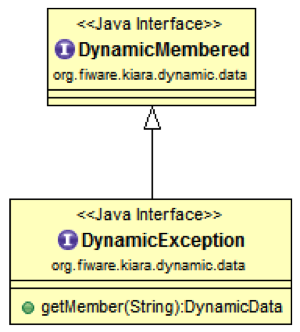 <<Java Interface>>
I DynamicMembered
org.fiware.kiara.dynamic.data
<<Java Interface>>
I DynamicException
org.fiware.kiara.dynamic.data
getMember(String):DynamicData